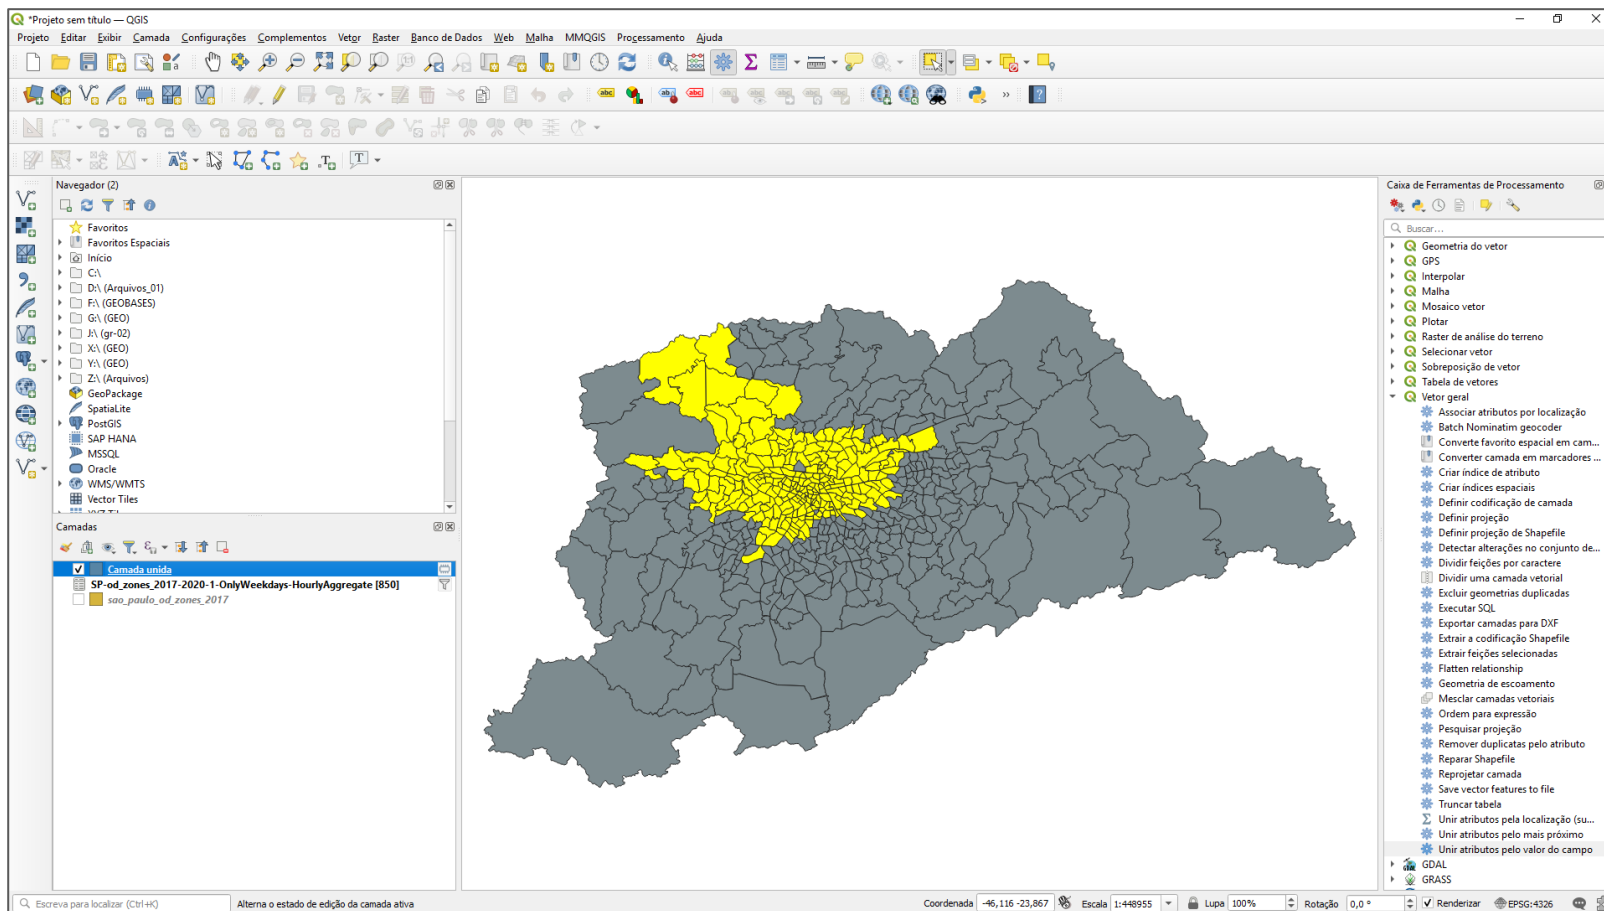 *Projeto sem título — QGIS
Projeto Editar Exibir Camada Configurações Complementos Vetor Raster Banco de Dados Web Malha MMQGIS Processamento Ajuda
Navegador (2)
Favoritos
Favoritos Espaciais
Início
C:\
D:\ (Arquivos_01)
F:\ (GEOBASES)
G:\ (GEO)
J:\ (gr-02)
X:\ (GEO)
Y:\ (GEO)
Z:\ (Arquivos)
GeoPackage
SpatiaLite
PostGIS
SAP HANA
MSSQL
Oracle
WMS/WMTS
Vector Tiles
Camadas
Camada unida
SP-od_zones_2017-2020-1-OnlyWeekdays-HourlyAggregate [850]
sao_paulo_od_zones_2017
Caixa de Ferramentas de Processamento
Buscar...
Geometria do vetor
GPS
Interpolar
Malha
Mosaico vetor
Plotar
Raster de análise do terreno
Selecionar vetor
Sobreposição de vetor
Tabela de vetores
Vetor geral
Associar atributos por localização
Batch Nominatim geocoder
Converte favorito espacial em cam...
Converter camada em marcadores ...
Criar índice de atributo
Criar índices espaciais
Definir codificação de camada
Definir projeção
Definir projeção de Shapefile
Detectar alterações no conjunto de...
Dividir feições por caractere
Dividir uma camada vetorial
Excluir geometrias duplicadas
Executar SQL
Exportar camadas para DXF
Extrair a codificação Shapefile
Extrair feições selecionadas
Flatten relationship
Geometria de escoamento
Mesclar camadas vetoriais
Ordem para expressão
Pesquisar projeção
Remover duplicatas pelo atributo
Reparar Shapefile
Reprojetar camada
Save vector features to file
Truncar tabela
Unir atributos pela localização (su...
Unir atributos pelo mais próximo
Unir atributos pelo valor do campo
GDAL
GRASS
Escreva para localizar (Ctrl+K) Alterna o estado de edição da camada ativa Coordenada -46,116 -23,867 Escala 1:448955 Lupa 100% Rotação 0,0 ° Renderizar EPSG:4326